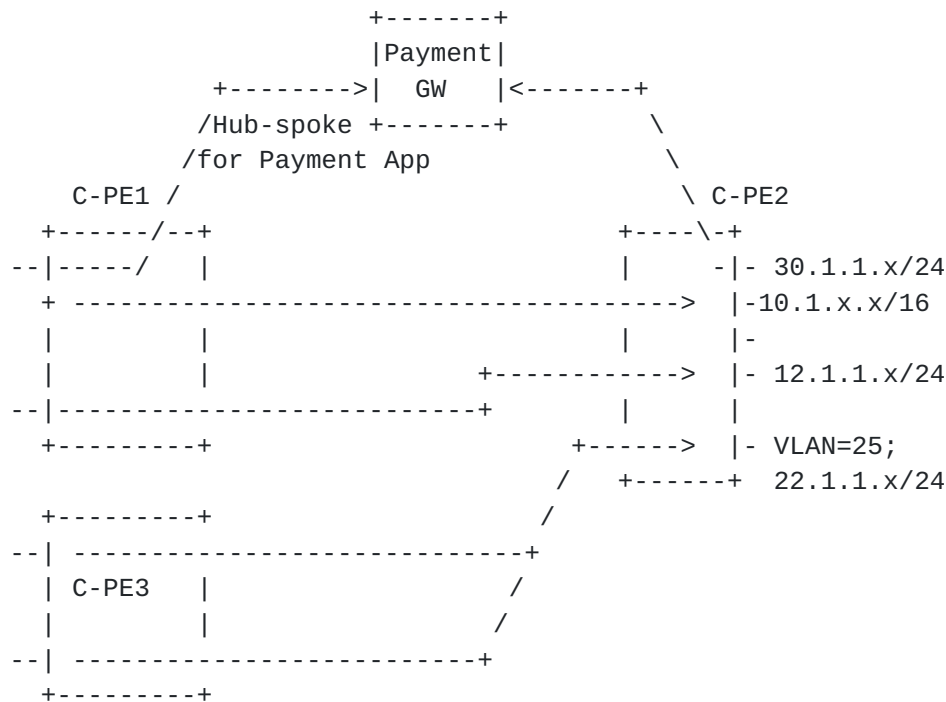 Payment
GW
Hub-spoke
for Payment App
C-PE1
C-PE2
30.1.1.x/24
10.1.x.x/16
12.1.1.x/24
VLAN=25;
22.1.1.x/24
C-PE3